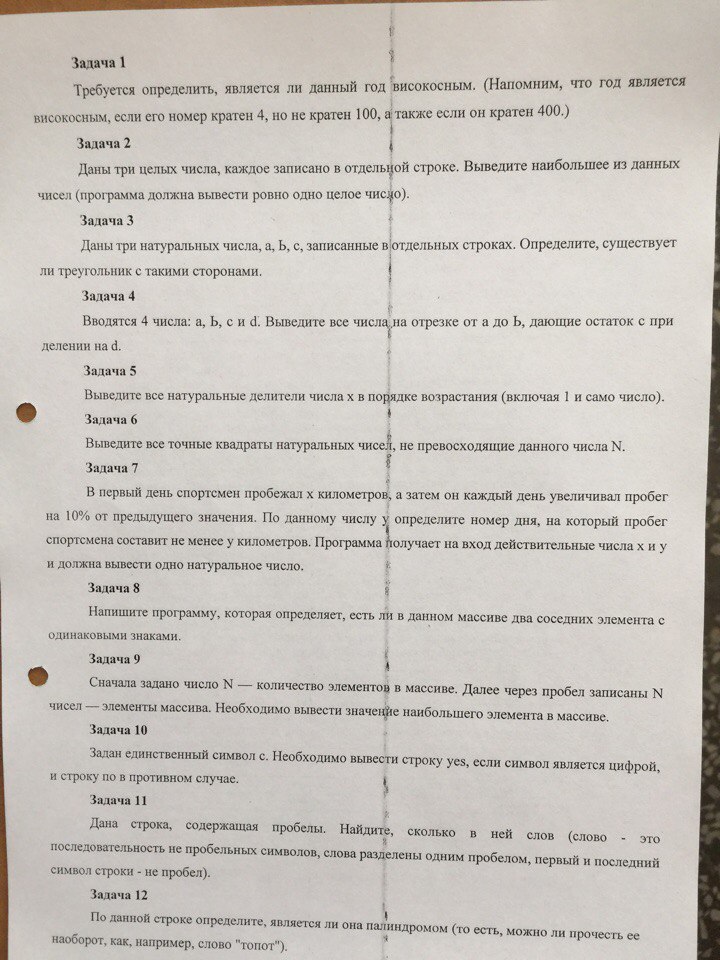 Задача 1
Требуется определить, является ли данный год високосным. (Напомним, что год является
високосным, если его номер кратен 4, но не кратен 100, а также если он кратен 400.)
Задача 2
Даны три целых числа, каждое записано в отдельной строке. Выведите наибольшее из данных
чисел (программа должна вывести ровно одно целое число).
Задача 3
Даны три натуральных числа, a, b, c, записанные в отдельных строках. Определите, существует
ли треугольник с такими сторонами.
Задача 4
Вводятся 4 числа: a, b, c и d. Выведите все числа на отрезке от a до b, дающие остаток c при
делении на d.
Задача 5
Выведите все натуральные делители числа x в порядке возрастания (включая 1 и само число).
Задача 6
Выведите все точные квадраты натуральных чисел, не превосходящие данного числа N.
Задача 7
В первый день спортсмен пробежал x километров, а затем он каждый день увеличивал пробег
на 10% от предыдущего значения. По данному числу y определите номер дня, на который пробег
спортсмена составит не менее y километров. Программа получает на вход действительные числа x и y
и должна вывести одно натуральное число.
Задача 8
Напишите программу, которая определяет, есть ли в данном массиве два соседних элемента с
одинаковыми знаками.
Задача 9
Сначала задано число N — количество элементов в массиве. Далее через пробел записаны N
чисел — элементы массива. Необходимо вывести значение наибольшего элемента в массиве.
Задача 10
Задан единственный символ c. Необходимо вывести строку yes, если символ является цифрой,
и строку по в противном случае.
Задача 11
Дана строка, содержащая пробелы. Найдите, сколько в ней слов (слово - это
последовательность не пробельных символов, слова разделены одним пробелом, первый и последний
символ строки - не пробел).
Задача 12
По данной строке определите, является ли она палиндромом (то есть, можно ли прочесть ее
наоборот, как, например, слово "топот").